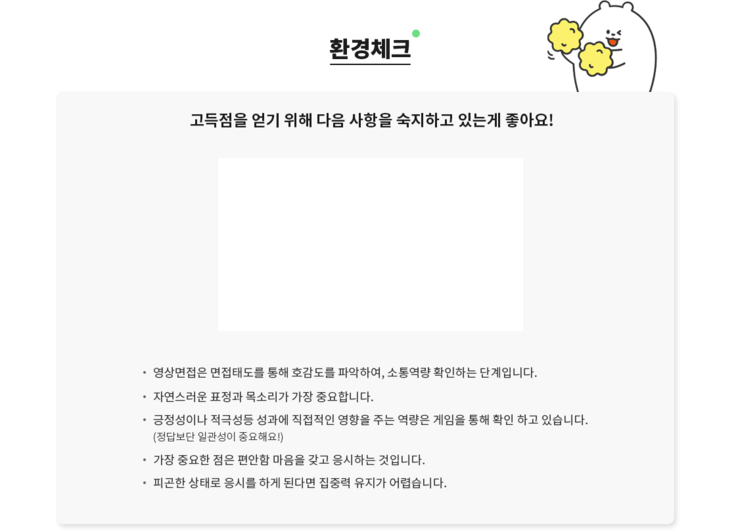 환경체크
고득점을 얻기 위해 다음 사항을 숙지하고 있는게 좋아요!
• 영상면접은 면접태도를 통해 호감도를 파악하여, 소통역량 확인하는 단계입니다.
• 자연스러운 표정과 목소리가 가장 중요합니다.
• 긍정성이나 적극성등 성과에 직접적인 영향을 주는 역량은 게임을 통해 확인 하고 있습니다.
(정답보단 일관성이 중요해요!)
• 가장 중요한 점은 편안함 마음을 갖고 응시하는 것입니다.
• 피곤한 상태로 응시를 하게 된다면 집중력 유지가 어렵습니다.